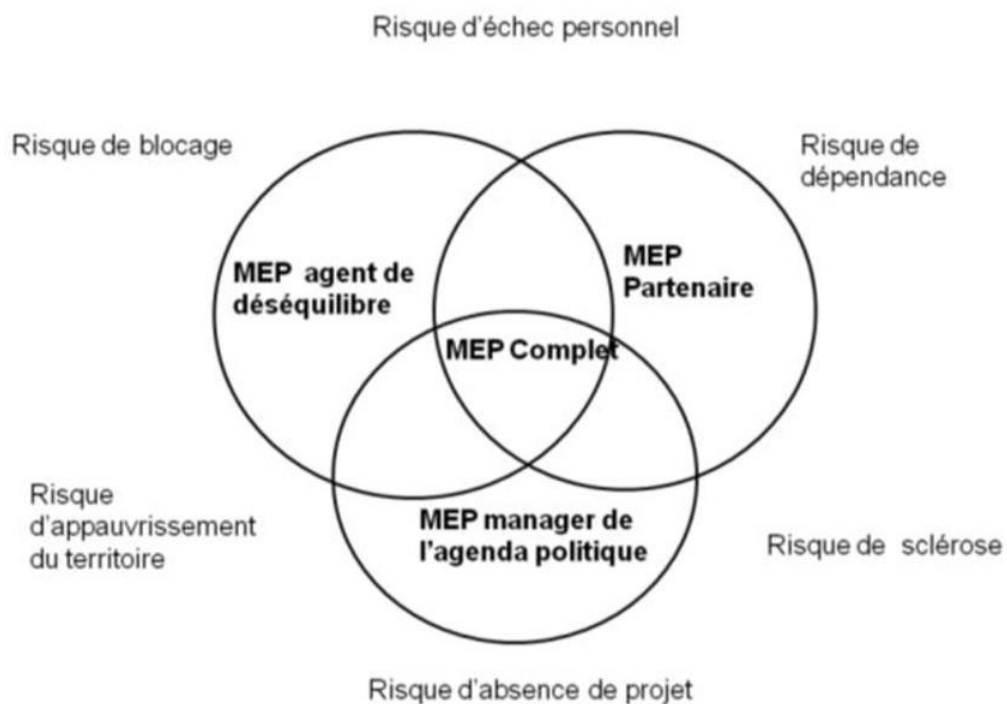 Risque d'échec personnel
Risque de blocage
Risque de
dépendance
MEP agent de
déséquilibre
MEP
Partenaire
MEP Complet
Risque
d'appauvrissement
du territoire
MEP manager de
l'agenda politique
Risque de sclérose
Risque d'absence de projet